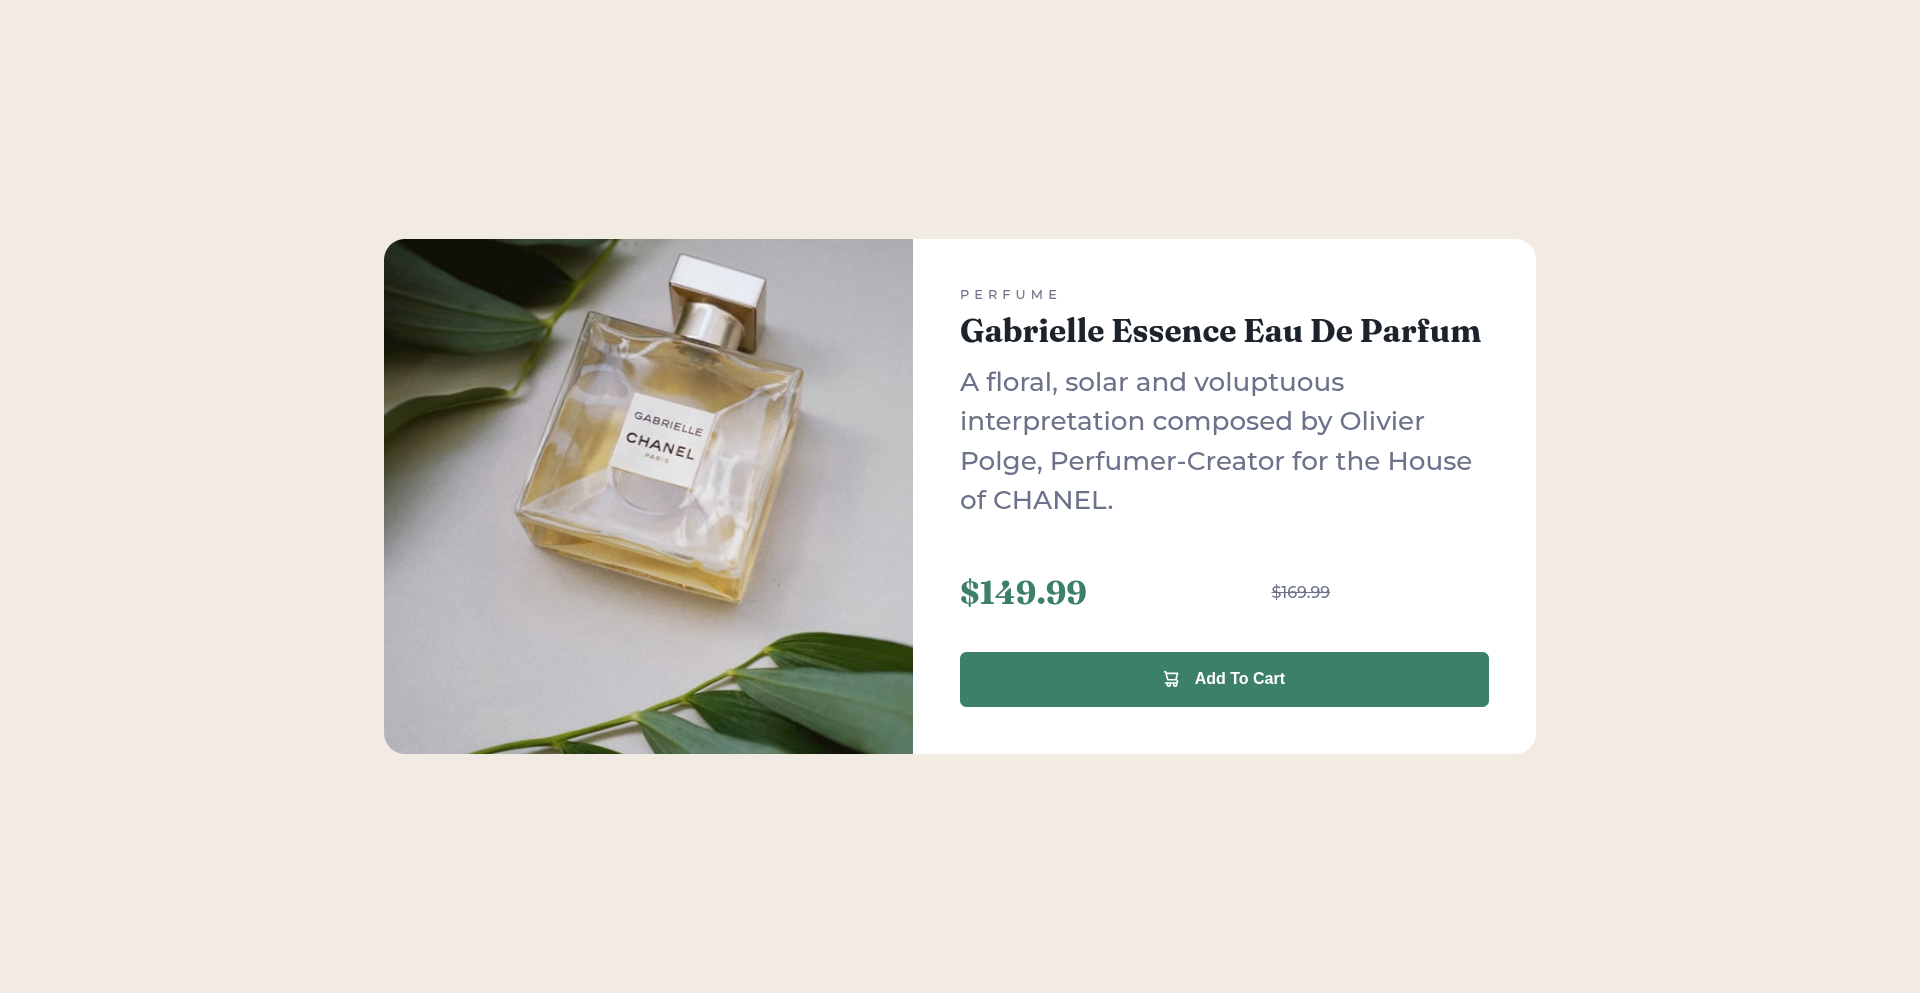 GABRIELLE
CHANEL
PARIS
PERFUME
Gabrielle Essence Eau De Parfum
A floral, solar and voluptuous
interpretation composed by Olivier
Polge, Perfumer-Creator for the House
of CHANEL.
$149.99
$169.99
Add To Cart